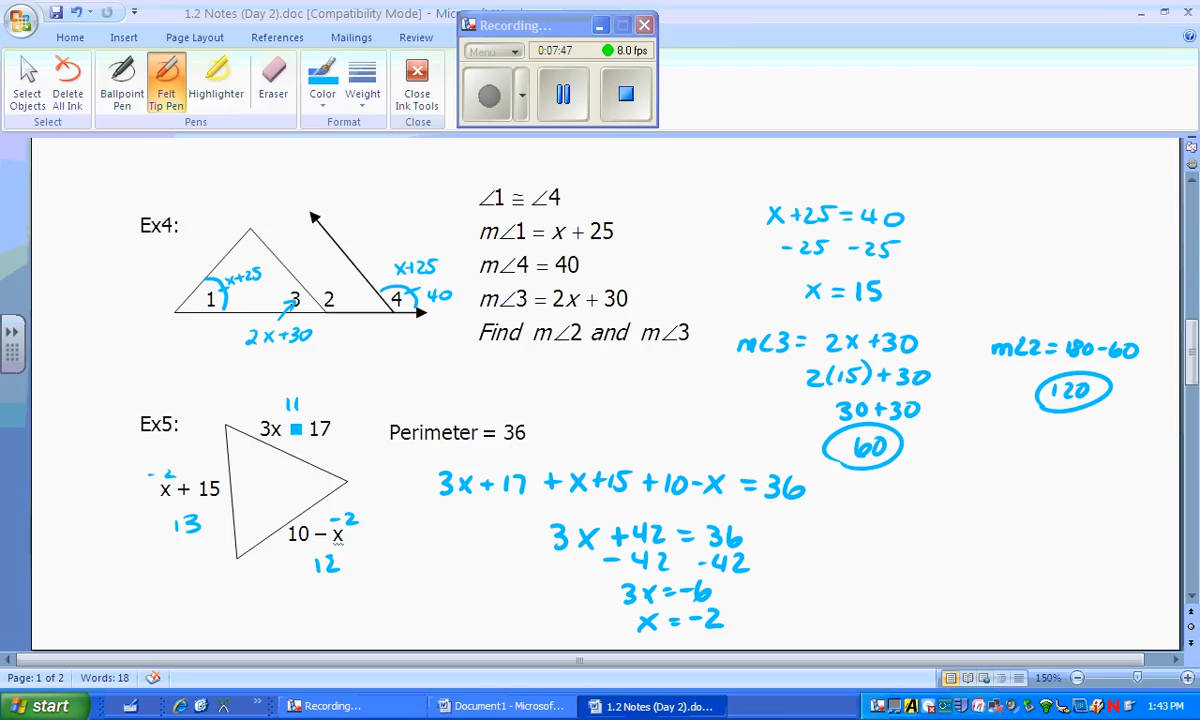 1.2 Notes (Day 2).doc [Compatibility Mode] - M
Recording...
Home Insert Page Layout References Mailings Review
Menu 0:07:47 8.0 fps
Select Objects
Delete All Ink
Ballpoint Pen
Felt Tip Pen
Highlighter
Eraser
Color
Weight
Close Ink Tools
Select Pens Format Close
Ex4:
x+25
1
3
2
4
x+25
40
2x+30
∠1 ≅ ∠4
m∠1 = x + 25
m∠4 = 40
m∠3 = 2x + 30
Find m∠2 and m∠3
x+25=40
-25 -25
x = 15
m∠3 = 2x+30
2(15)+30
30+30
60
m∠2=180-60
120
Ex5:
11
3x 17
-2
x + 15
13
10 – x
-2
12
Perimeter = 36
3x+17 +x+15 +10-x = 36
3x +42 = 36
-42 -42
3x=-6
x = -2
Page: 1 of 2 Words: 18 150%
start Recording... Document1 - Microsoft... 1.2 Notes (Day 2).do... 1:43 PM